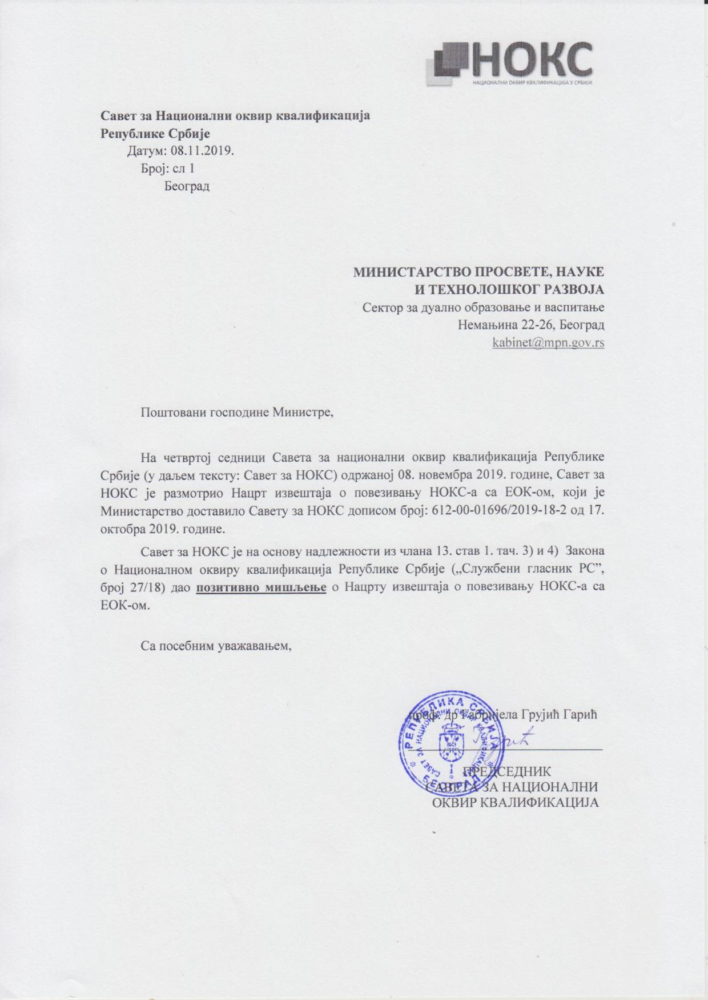 НОКС
НАЦИОНАЛНИ ОКВИР КВАЛИФИКАЦИЈА У СРБИЈИ
Савет за Национални оквир квалификација
Републике Србије
Датум: 08.11.2019.
Број: сл 1
Београд
МИНИСТАРСТВО ПРОСВЕТЕ, НАУКЕ
И ТЕХНОЛОШКОГ РАЗВОЈА
Сектор за дуално образовање и васпитање
Немањина 22-26, Београд
kabinet@mpn.gov.rs
Поштовани господине Министре,
На четвртој седници Савета за национални оквир квалификација Републике
Србије (у даљем тексту: Савет за НОКС) одржаној 08. новембра 2019. године, Савет за
НОКС је размотрио Нацрт извештаја о повезивању НОКС-а са ЕОК-ом, који је
Министарство доставило Савету за НОКС дописом број: 612-00-01696/2019-18-2 од 17.
октобра 2019. године.
Савет за НОКС је на основу надлежности из члана 13. став 1. тач. 3) и 4) Закона
о Националном оквиру квалификација Републике Србије („Службени гласник РС”,
број 27/18) дао позитивно мишљење о Нацрту извештаја о повезивању НОКС-а са
ЕОК-ом.
Са посебним уважавањем,
проф. др Габријела Грујић Гарић
РЕПУБЛИКА СРБИЈА
САВЕТ ЗА НАЦИОНАЛНИ ОКВИР КВАЛИФИКАЦИЈА
БЕОГРАД
ПРЕДСЕДНИК
САВЕТА ЗА НАЦИОНАЛНИ
ОКВИР КВАЛИФИКАЦИЈА